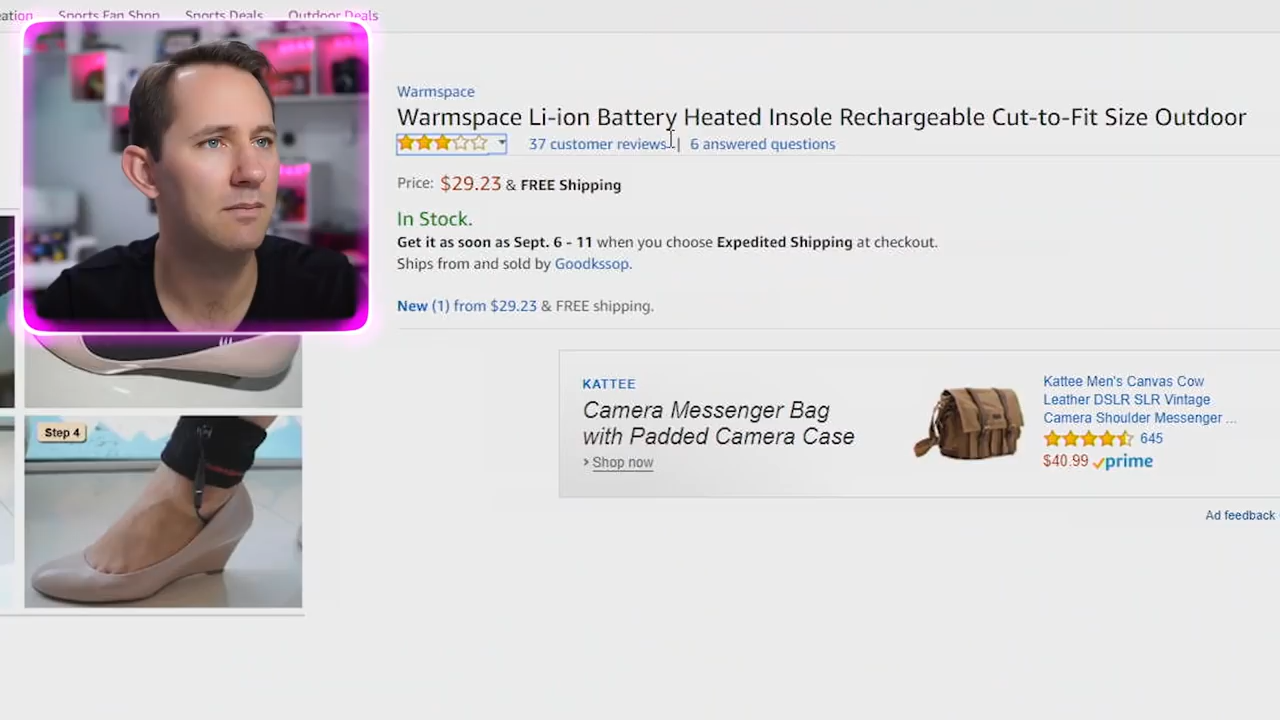 Sports Fan Shop Sports Deals Outdoor Deals
Warmspace
Warmspace Li-ion Battery Heated Insole Rechargeable Cut-to-Fit Size Outdoor
37 customer reviews | 6 answered questions
Price: $29.23 & FREE Shipping
In Stock.
Get it as soon as Sept. 6 - 11 when you choose Expedited Shipping at checkout.
Ships from and sold by Goodkssop.
New (1) from $29.23 & FREE shipping.
KATTEE
Camera Messenger Bag
with Padded Camera Case
› Shop now
Kattee Men's Canvas Cow
Leather DSLR SLR Vintage
Camera Shoulder Messenger ...
645
$40.99 prime
Ad feedback
Step 4